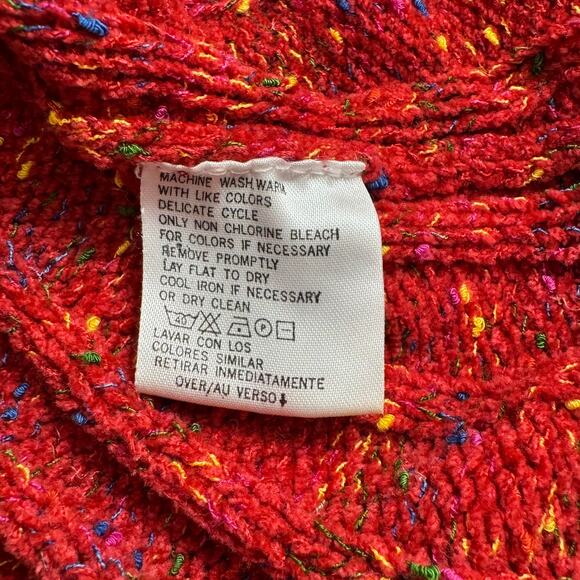 MACHINE WASH WARM
WITH LIKE COLORS
DELICATE CYCLE
ONLY NON CHLORINE BLEACH
FOR COLORS IF NECESSARY
REMOVE PROMPTLY
LAY FLAT TO DRY
COOL IRON IF NECESSARY
OR DRY CLEAN
40 P
LAVAR CON LOS
COLORES SIMILAR
RETIRAR INMEDIATAMENTE
OVER/AU VERSO